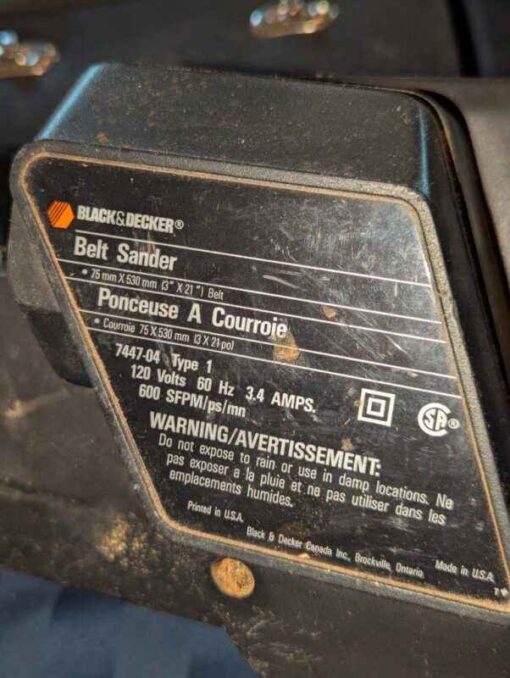 BLACK&DECKER®
Belt Sander
• 75 mm X 530 mm (3" X 21") Belt
Ponceuse A Courroie
• Courroie 75 X 530 mm (3 X 21 po)
7447-04 Type 1
120 Volts 60 Hz 3.4 AMPS.
600 SFPM/ps/mn
SA®
WARNING/AVERTISSEMENT:
Do not expose to rain or use in damp locations. Ne
pas exposer a la pluie et ne pas utiliser dans les
emplacements humides.
Printed in U.S.A.
Black & Decker Canada Inc., Brockville, Ontario
Made in U.S.A.